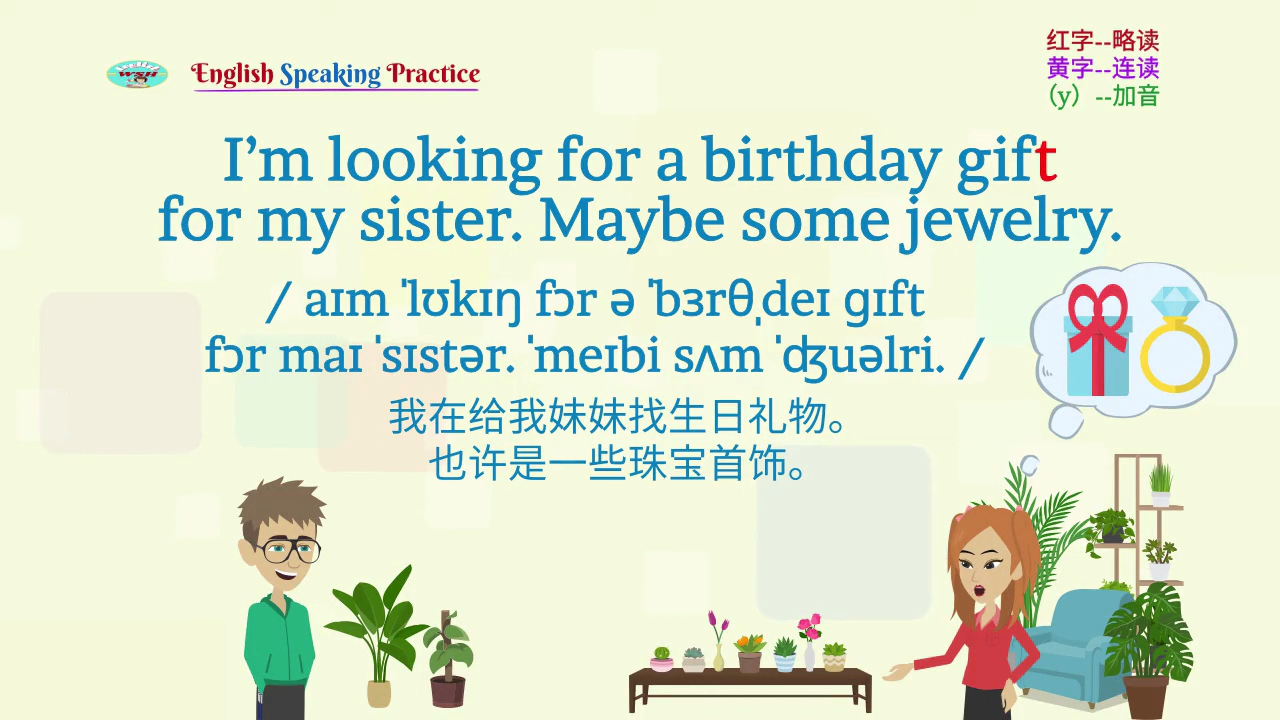 English Speaking Practice
红字--略读
黄字--连读
（y）--加音
I’m looking for a birthday gift
for my sister. Maybe some jewelry.
/ aɪm ˈlʊkɪŋ fɔr ə ˈbɜrθˌdeɪ ɡɪft
fɔr maɪ ˈsɪstər. ˈmeɪbi sʌm ˈʤuəlri. /
我在给我妹妹找生日礼物。
也许是一些珠宝首饰。